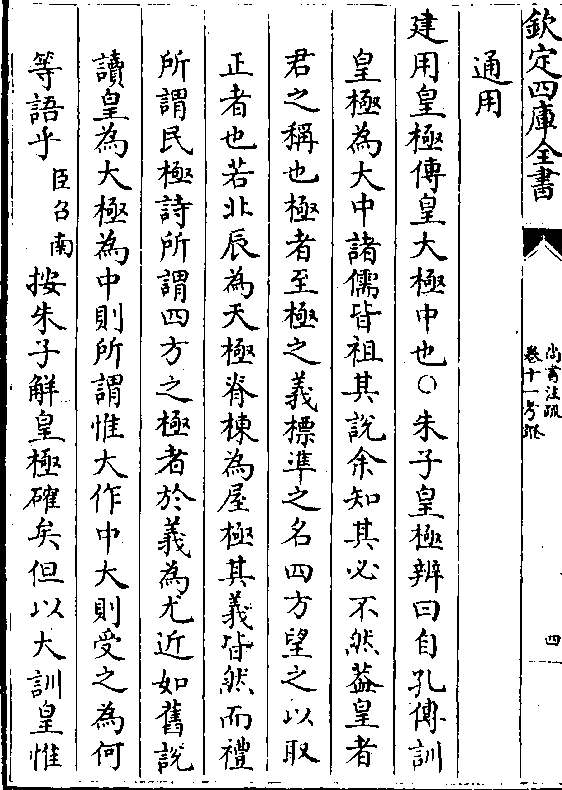 欽定四庫全書
尚書注疏
卷十一考證
四
通用
建用皇極傳皇大極中也〇朱子皇極辨曰自孔傳訓
皇極為大中諸儒皆祖其說余知其必不然葢皇者
君之稱也極者至極之義標準之名四方望之以取
正者也若北辰為天極脊棟為屋極其義皆然而禮
所謂民極詩所謂四方之極者於義為尤近如舊說
讀皇為大極為中則所謂惟大作中大則受之為何
等語乎臣召南按朱子解皇極確矣但以大訓皇惟